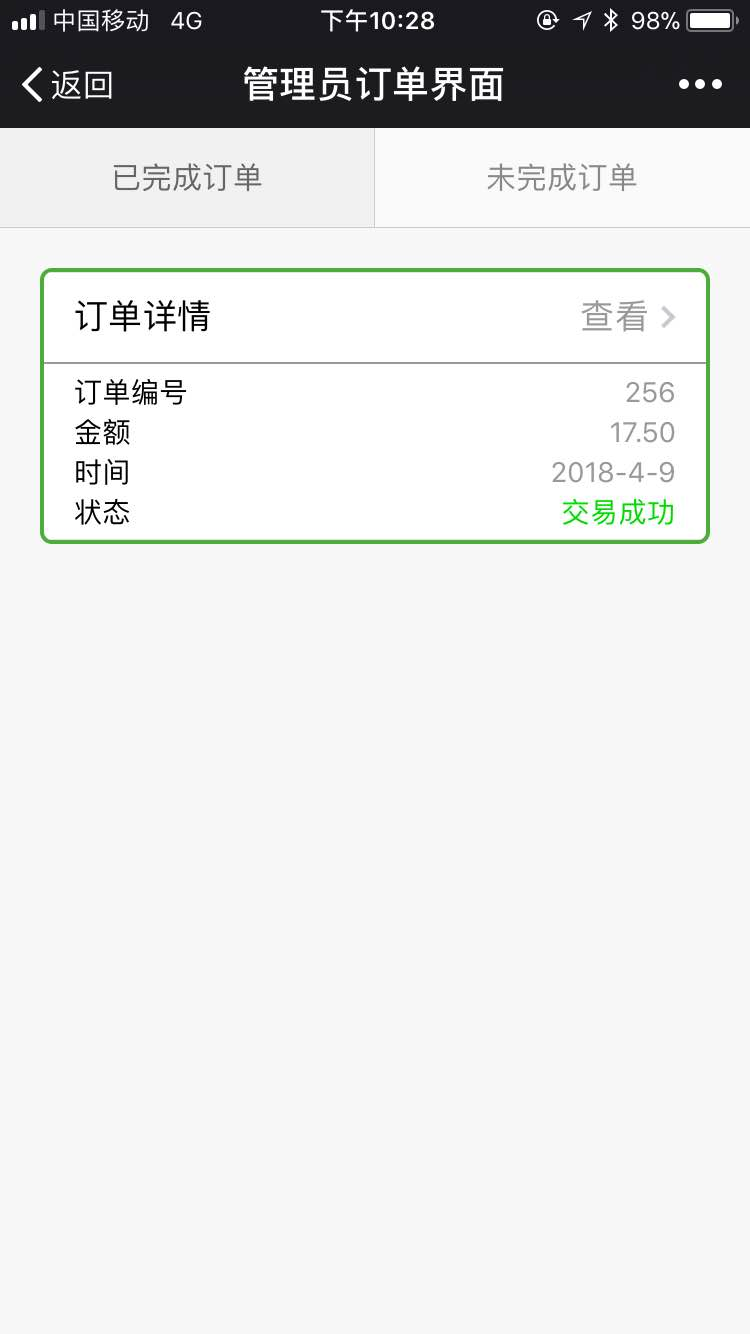 中国移动 4G 下午10:28 98%
返回 管理员订单界面
已完成订单 未完成订单
订单详情 查看
订单编号 256
金额 17.50
时间 2018-4-9
状态 交易成功